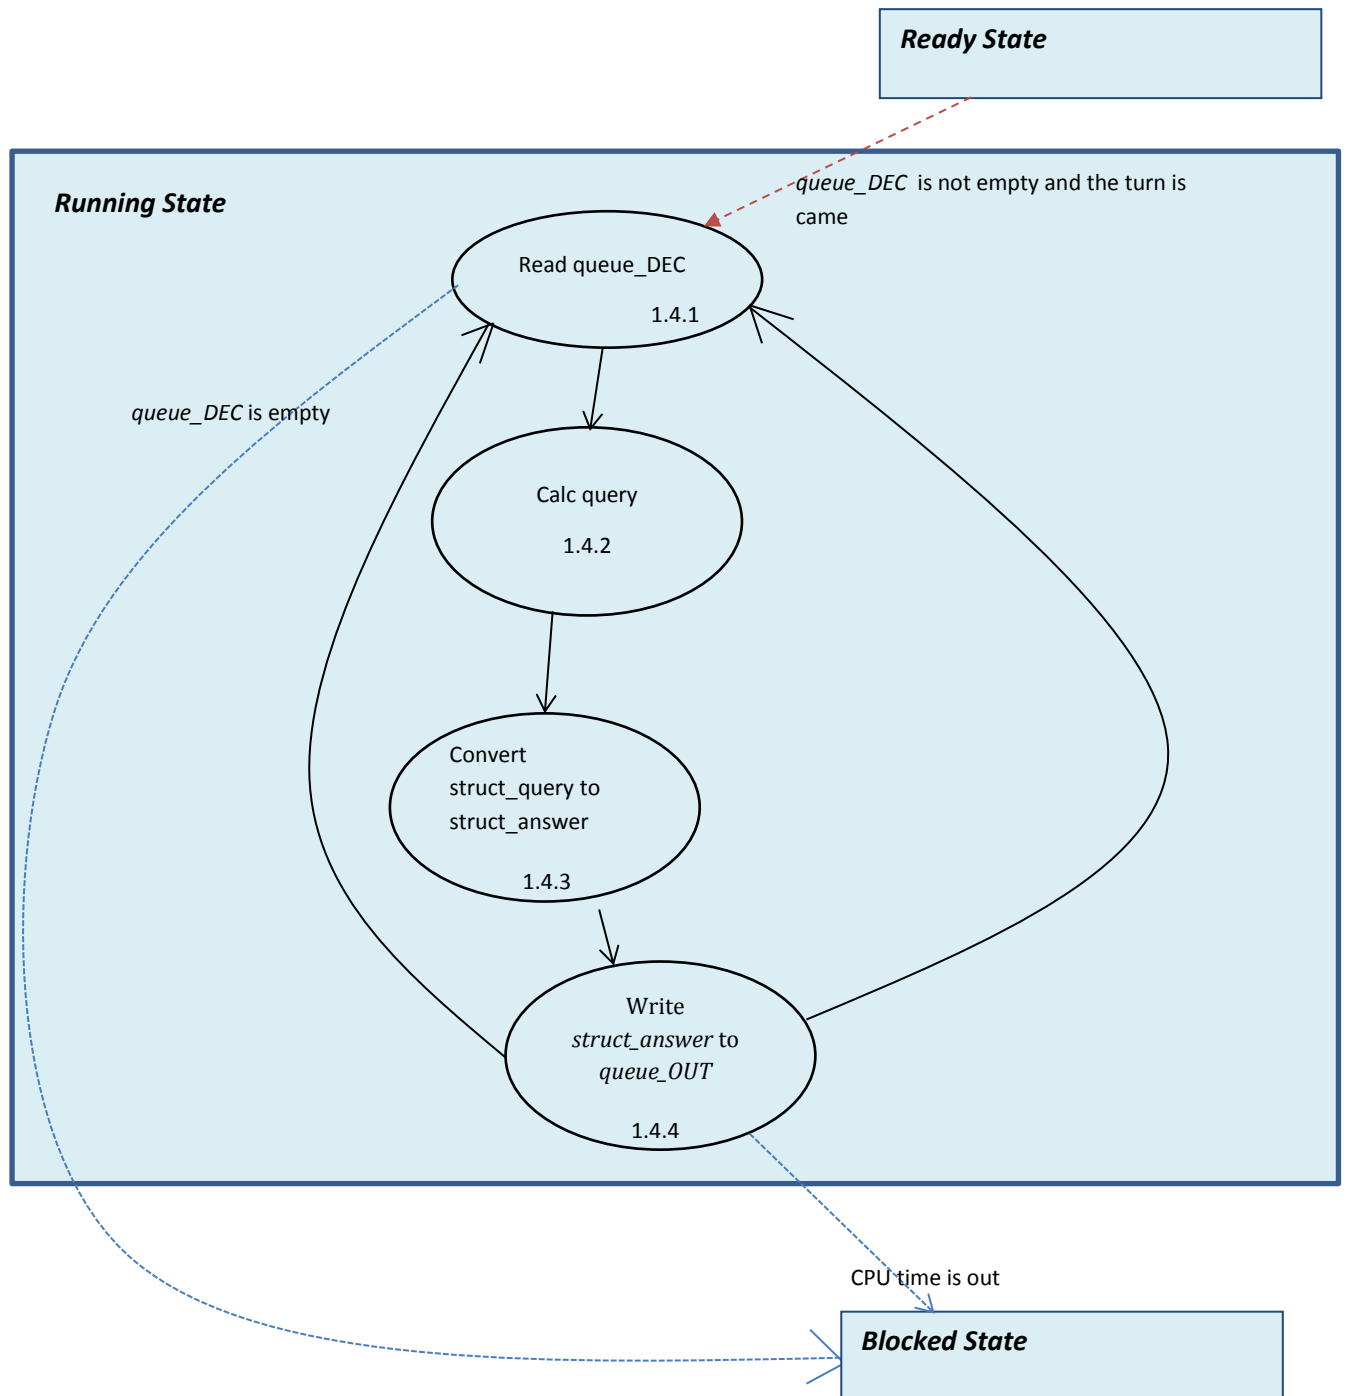 Ready State
Running State
queue_DEC is not empty and the turn is
came
Read queue_DEC
1.4.1
queue_DEC is empty
Calc query
1.4.2
Convert
struct_query to
struct_answer
1.4.3
Write
struct_answer to
queue_OUT
1.4.4
CPU time is out
Blocked State